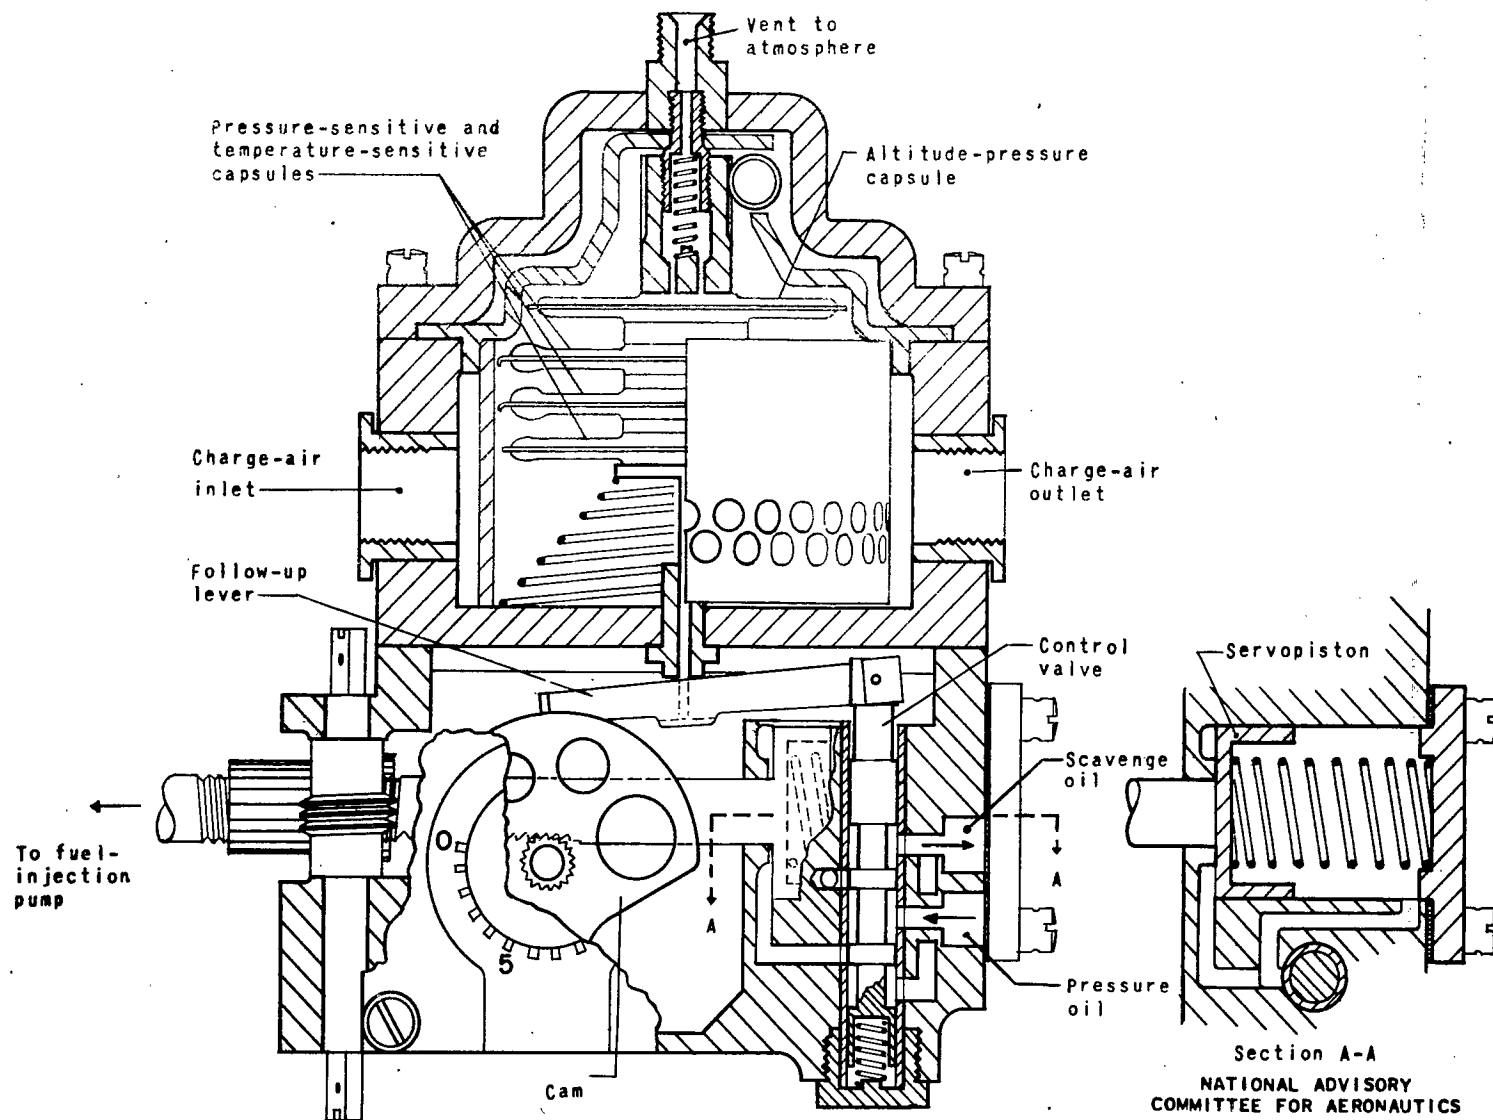 Vent to
atmosphere
Pressure-sensitive and
temperature-sensitive
capsules
Altitude-pressure
capsule
Charge-air
inlet
Charge-air
outlet
Follow-up
lever
Control
valve
Servopiston
Scavenge
oil
To fuel-
injection
pump
0
5
A
A
Pressure
oil
Cam
Section A-A
NATIONAL ADVISORY
COMMITTEE FOR AERONAUTICS